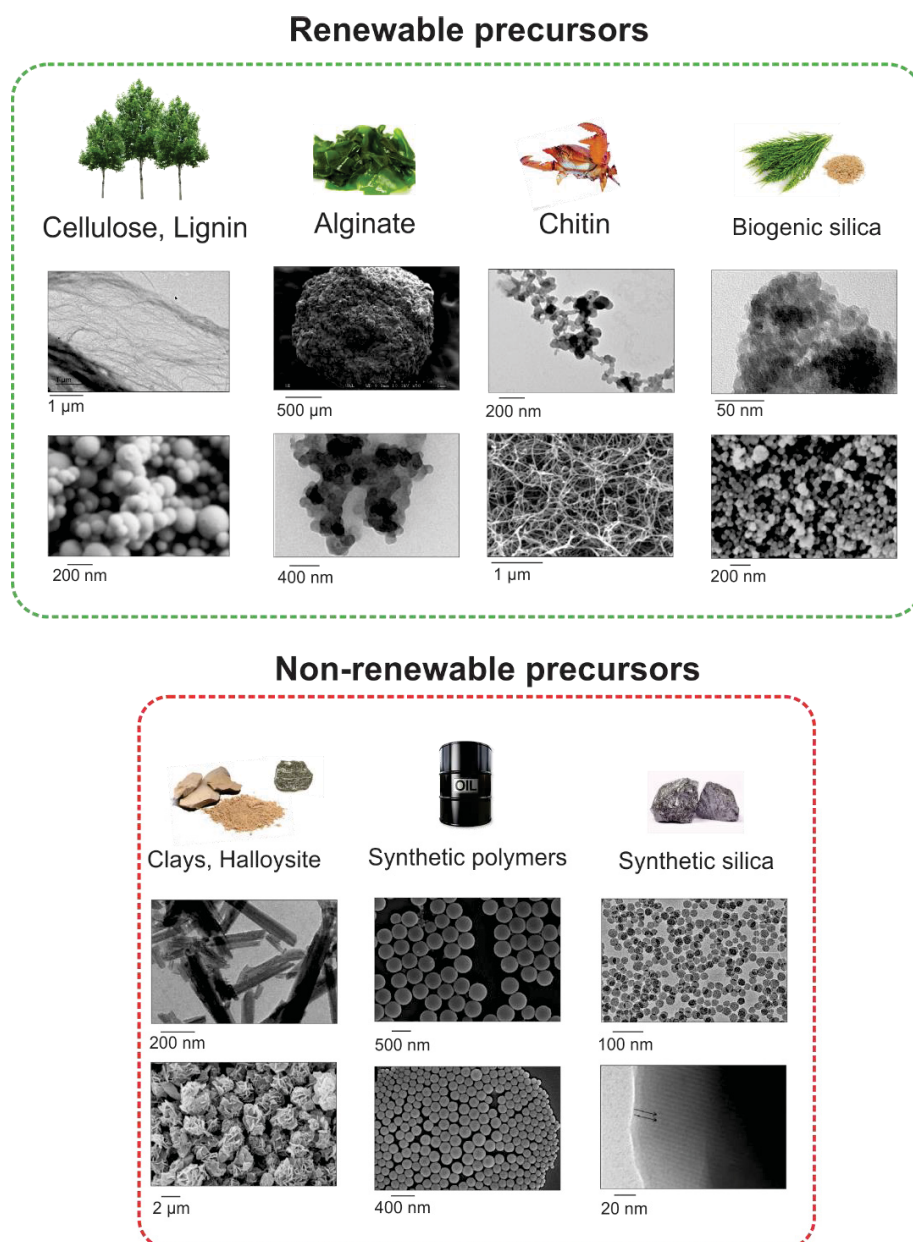 Renewable precursors
Cellulose, Lignin
Alginate
Chitin
Biogenic silica
1 µm
500 µm
200 nm
50 nm
200 nm
400 nm
1 µm
200 nm
Non-renewable precursors
OIL
Clays, Halloysite
Synthetic polymers
Synthetic silica
200 nm
500 nm
100 nm
2 µm
400 nm
20 nm